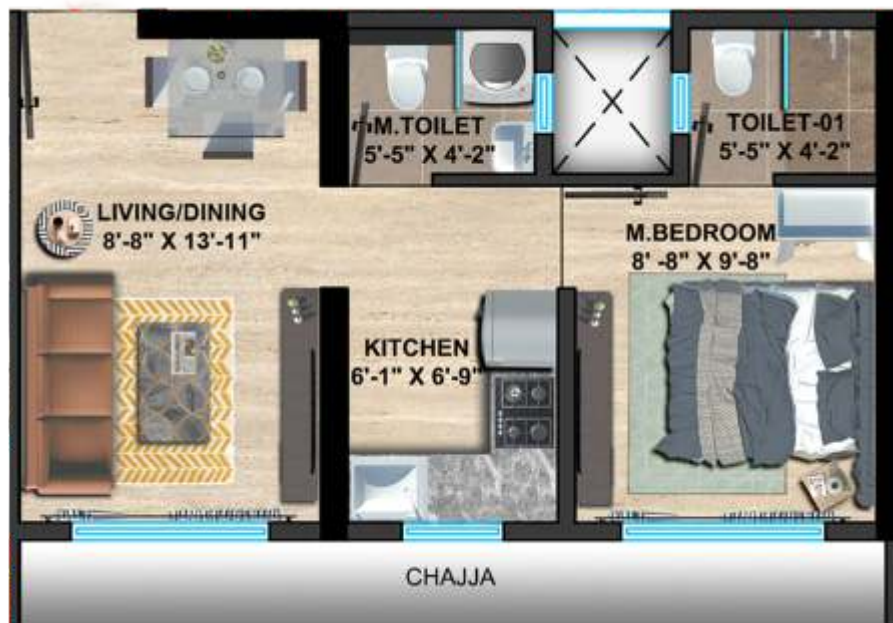 M.TOILET
5'-5" X 4'-2"
TOILET-01
5'-5" X 4'-2"
LIVING/DINING
8'-8" X 13'-11"
M.BEDROOM
8' -8" X 9'-8"
KITCHEN
6'-1" X 6'-9"
CHAJJA